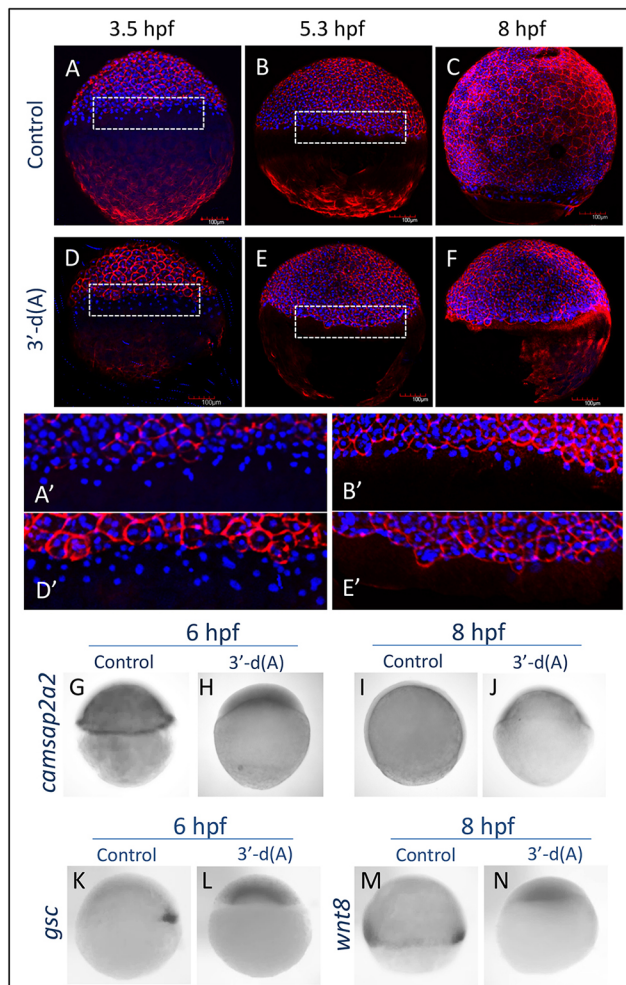 3.5 hpf 5.3 hpf 8 hpf
Control
A B C
100µm 100µm 100µm
3’-d(A)
D E F
100µm 100µm 100µm
A’ B’
D’ E’
6 hpf 8 hpf
Control 3’-d(A) Control 3’-d(A)
camsap2a2
G H I J
6 hpf 8 hpf
Control 3’-d(A) Control 3’-d(A)
gsc
K L
wnt8
M N